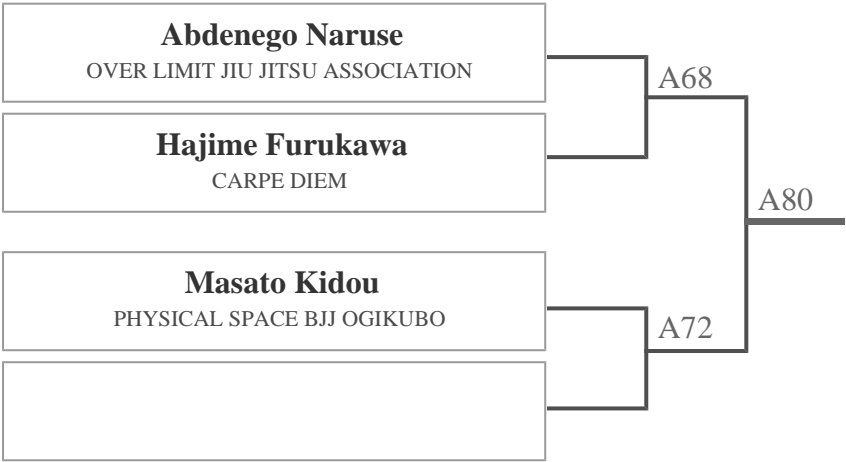 Abdenego Naruse
OVER LIMIT JIU JITSU ASSOCIATION
A68
Hajime Furukawa
CARPE DIEM
A80
Masato Kidou
PHYSICAL SPACE BJJ OGIKUBO
A72